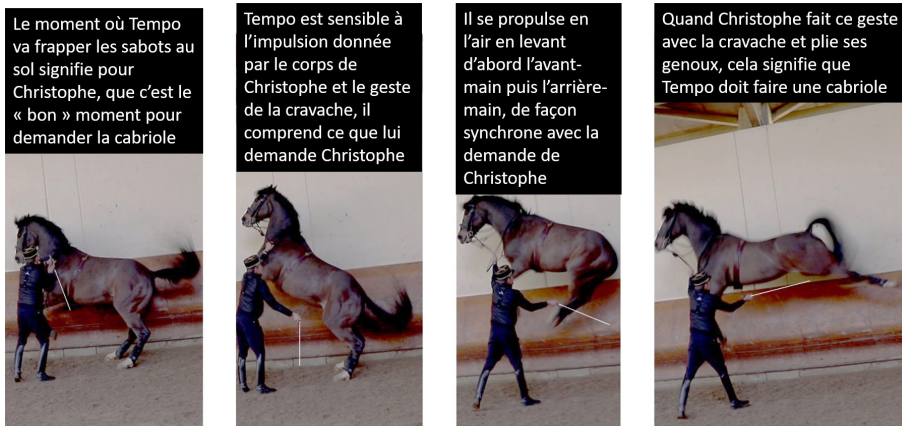 Le moment où Tempo
va frapper les sabots au
sol signifie pour
Christophe, que c’est le
« bon » moment pour
demander la cabriole
Tempo est sensible à
l’impulsion donnée
par le corps de
Christophe et le geste
de la cravache, il
comprend ce que lui
demande Christophe
Il se propulse en
l’air en levant
d’abord l’avant-
main puis l’arrière-
main, de façon
synchrone avec la
demande de
Christophe
Quand Christophe fait ce geste
avec la cravache et plie ses
genoux, cela signifie que
Tempo doit faire une cabriole